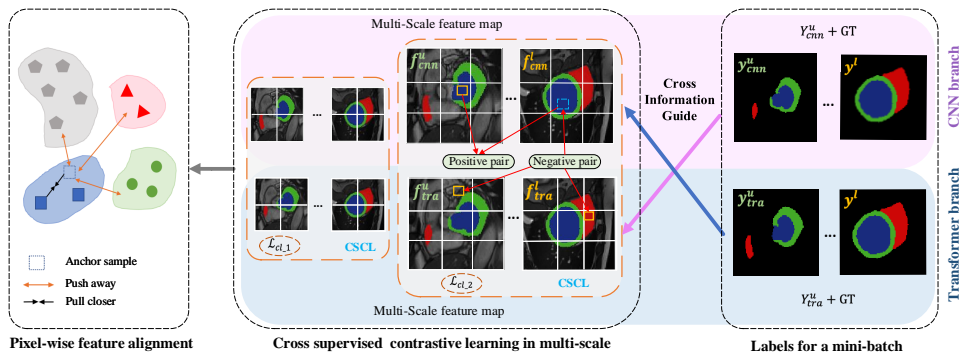 Multi-Scale feature map
f^u_cnn
f^l_cnn
...
...
Positive pair
Negative pair
f^u_tra
f^l_tra
...
...
L_cl_1
CSCL
L_cl_2
CSCL
Multi-Scale feature map
Anchor sample
Push away
Pull closer
Cross
Information
Guide
Y^u_cnn + GT
y^u_cnn
y^l
...
y^u_tra
y^l
...
Y^u_tra + GT
CNN branch
Transformer branch
Pixel-wise feature alignment
Cross supervised contrastive learning in multi-scale
Labels for a mini-batch